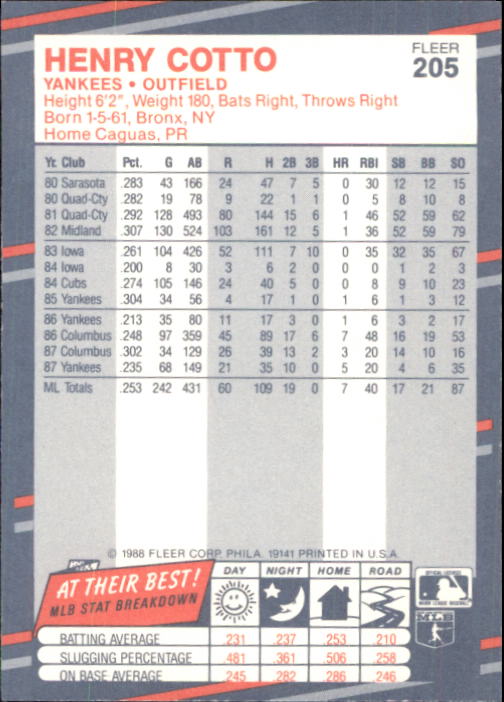 HENRY COTTO
FLEER
205
YANKEES • OUTFIELD
Height 6'2", Weight 180, Bats Right, Throws Right
Born 1-5-61, Bronx, NY
Home Caguas, PR
Yr. Club Pct. G AB R H 2B 3B HR RBI SB BB SO
80 Sarasota .283 43 166 24 47 7 5 0 30 12 12 15
80 Quad-Cty .282 19 78 9 22 1 1 0 5 8 10 8
81 Quad-Cty .292 128 493 80 144 15 6 1 46 52 59 62
82 Midland .307 130 524 103 161 12 5 1 36 52 59 79
83 Iowa .261 104 426 52 111 7 10 0 35 32 35 67
84 Iowa .200 8 30 3 6 2 0 0 0 1 2 3
84 Cubs .274 105 146 24 40 5 0 0 8 9 10 23
85 Yankees .304 34 56 4 17 1 0 1 6 1 3 12
86 Yankees .213 35 80 11 17 3 0 1 6 3 2 17
86 Columbus .248 97 359 45 89 17 6 7 48 16 19 53
87 Columbus .302 34 129 26 39 13 2 3 20 14 10 16
87 Yankees .235 68 149 21 35 10 0 5 20 4 6 35
ML Totals .253 242 431 60 109 19 0 7 40 17 21 87
© 1988 FLEER CORP. PHILA. 19141 PRINTED IN U.S.A.
AT THEIR BEST!
MLB STAT BREAKDOWN
DAY NIGHT HOME ROAD
BATTING AVERAGE .231 .237 .253 .210
SLUGGING PERCENTAGE .481 .361 .506 .258
ON BASE AVERAGE .245 .282 .286 .246
MLB